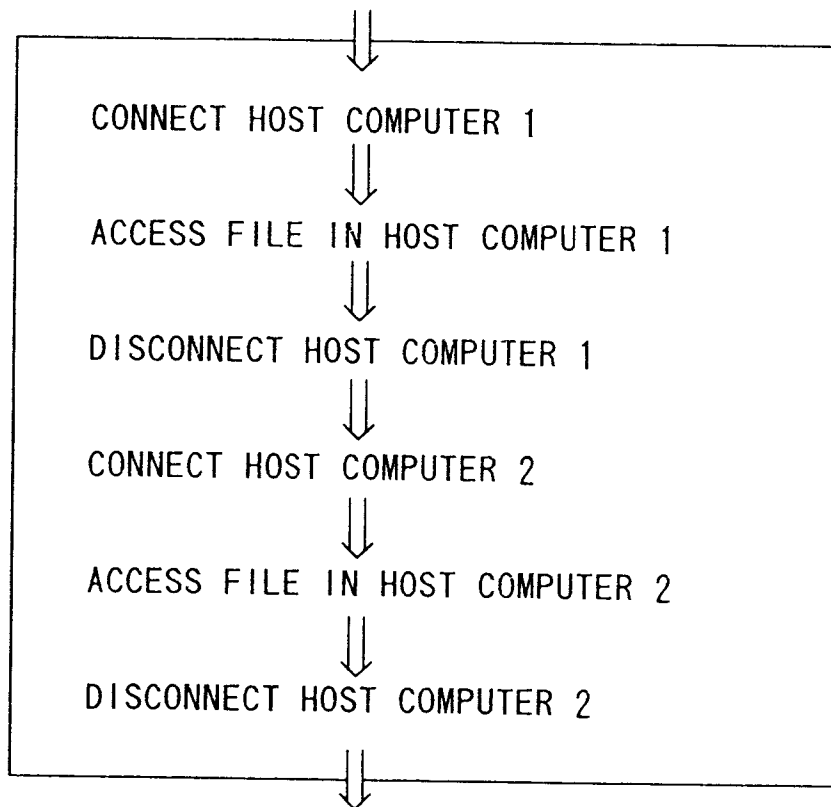 CONNECT HOST COMPUTER 1
ACCESS FILE IN HOST COMPUTER 1
DISCONNECT HOST COMPUTER 1
CONNECT HOST COMPUTER 2
ACCESS FILE IN HOST COMPUTER 2
DISCONNECT HOST COMPUTER 2